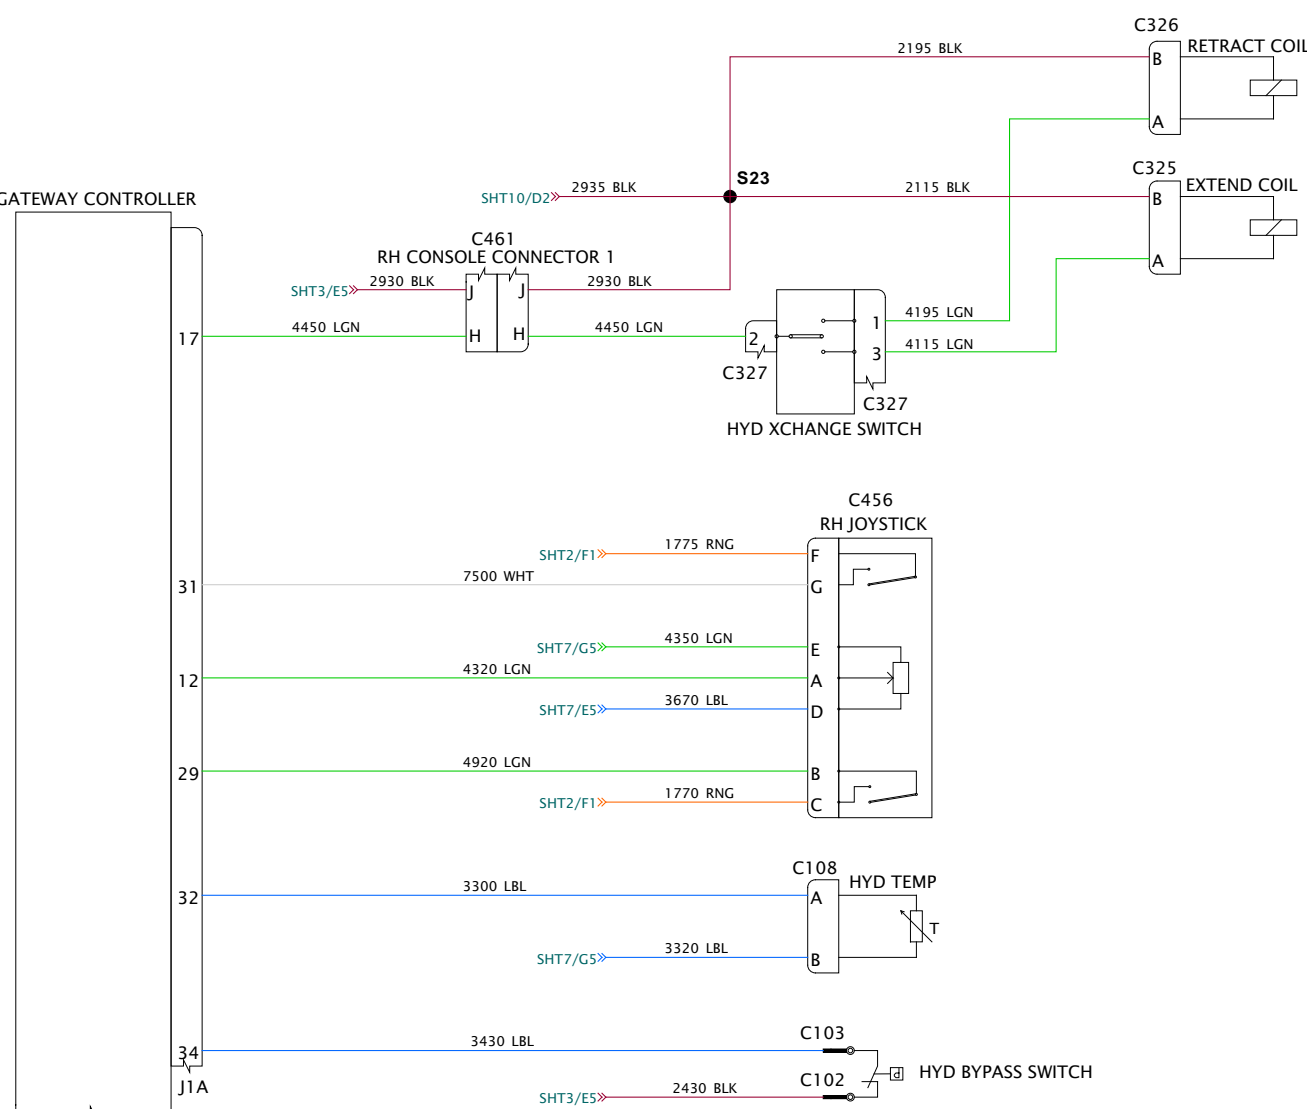 C326
2195 BLK
RETRACT COIL
B
A
C325
S23
SHT10/D2
2935 BLK
2115 BLK
EXTEND COIL
B
A
GATEWAY CONTROLLER
C461
RH CONSOLE CONNECTOR 1
SHT3/E5
2930 BLK
J
J
2930 BLK
17
4450 LGN
H
H
4450 LGN
2
1
4195 LGN
3
4115 LGN
C327
C327
HYD XCHANGE SWITCH
C456
RH JOYSTICK
SHT2/F1
1775 RNG
F
31
7500 WHT
G
SHT7/G5
4350 LGN
E
12
4320 LGN
A
SHT7/E5
3670 LBL
D
29
4920 LGN
B
SHT2/F1
1770 RNG
C
C108
HYD TEMP
32
3300 LBL
A
T
SHT7/G5
3320 LBL
B
34
3430 LBL
C103
J1A
C102
P
HYD BYPASS SWITCH
SHT3/E5
2430 BLK